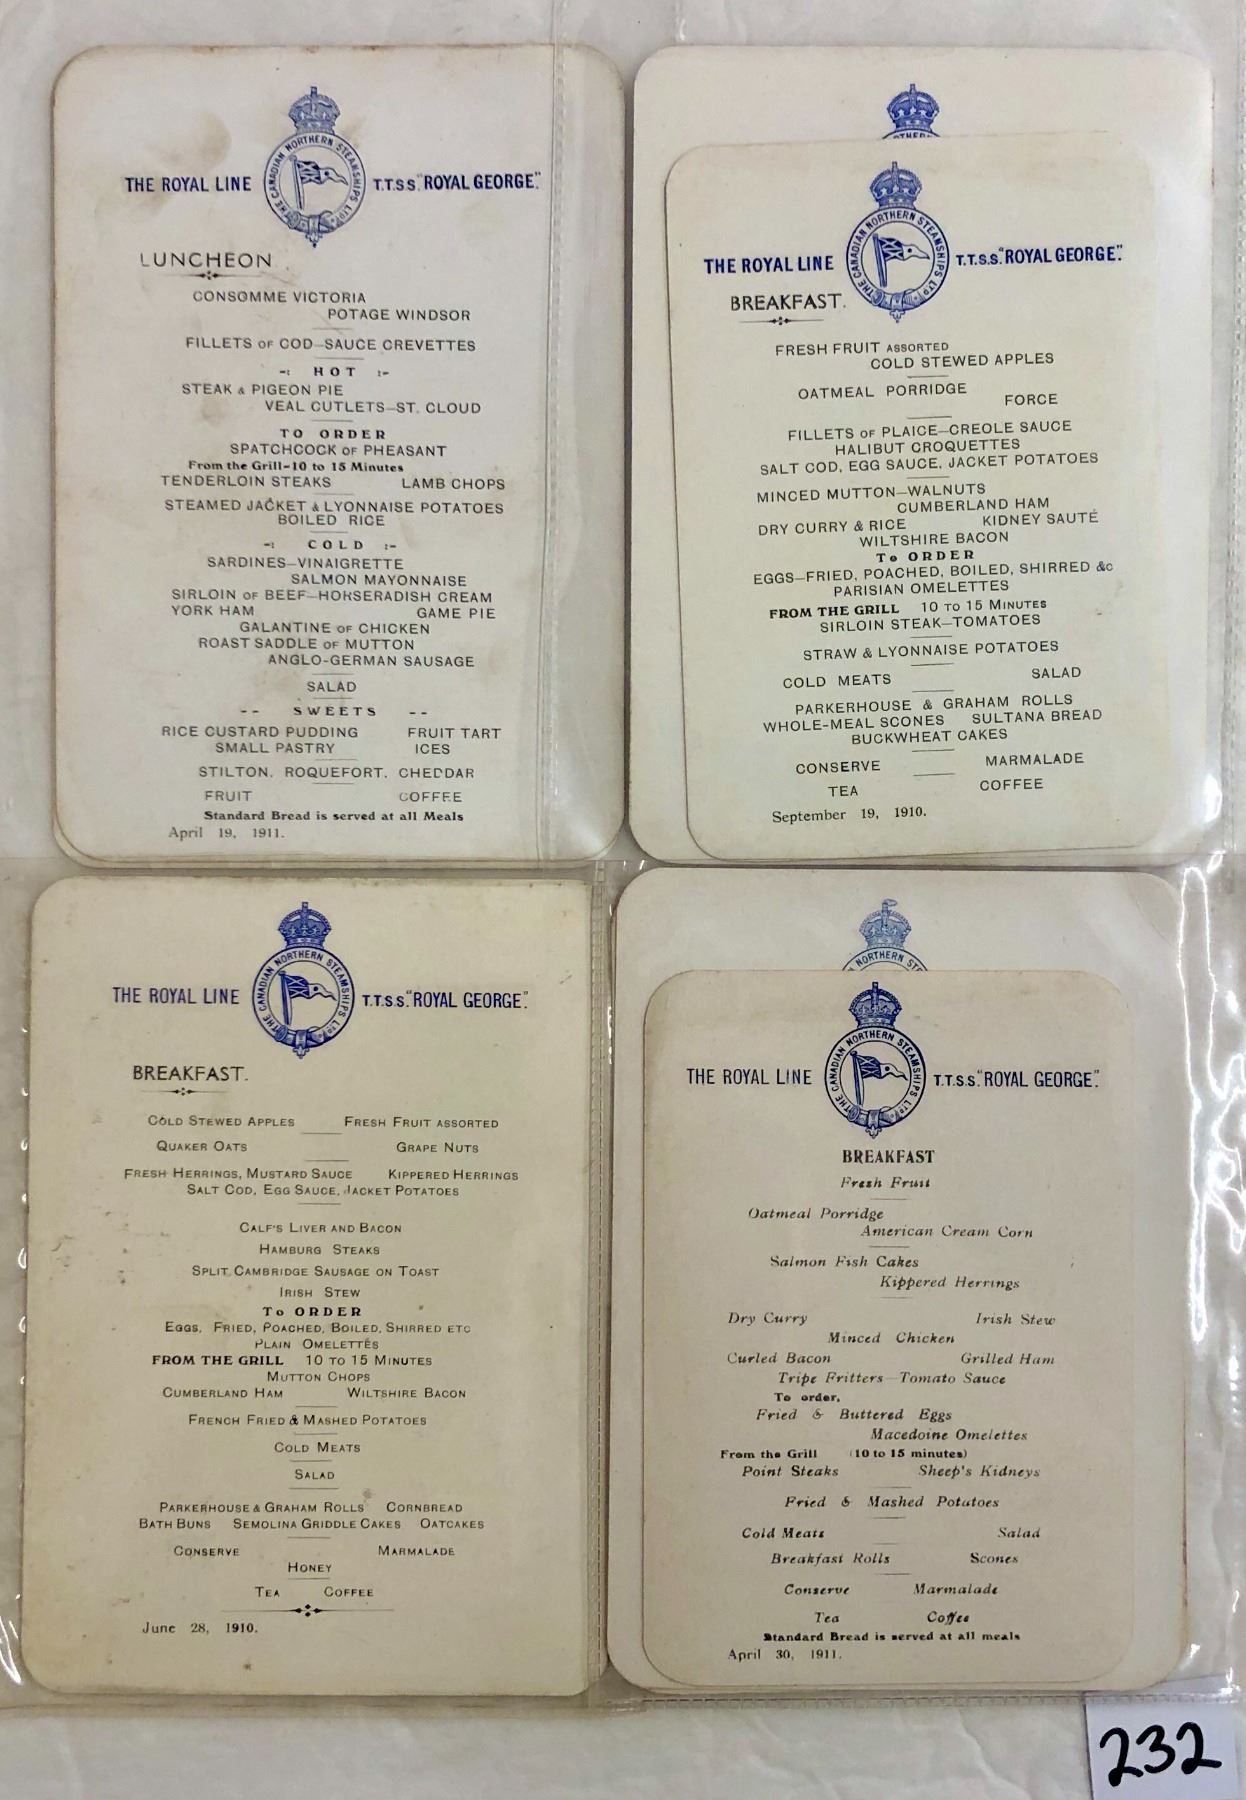 THE ROYAL LINE T.T.S.S. "ROYAL GEORGE".
THE CANADIAN NORTHERN STEAMSHIPS LTD
LUNCHEON.
CONSOMME VICTORIA
POTAGE WINDSOR
FILLETS OF COD—SAUCE CREVETTES
-: HOT :-
STEAK & PIGEON PIE
VEAL CUTLETS—ST. CLOUD
TO ORDER
SPATCHCOCK OF PHEASANT
From the Grill-10 to 15 Minutes
TENDERLOIN STEAKS LAMB CHOPS
STEAMED JACKET & LYONNAISE POTATOES
BOILED RICE
-: COLD :-
SARDINES—VINAIGRETTE
SALMON MAYONNAISE
SIRLOIN OF BEEF—HORSERADISH CREAM
YORK HAM GAME PIE
GALANTINE OF CHICKEN
ROAST SADDLE OF MUTTON
ANGLO-GERMAN SAUSAGE
SALAD
-- SWEETS --
RICE CUSTARD PUDDING FRUIT TART
SMALL PASTRY ICES
STILTON, ROQUEFORT, CHEDDAR
FRUIT COFFEE
Standard Bread is served at all Meals
April 19, 1911.
THE ROYAL LINE T.T.S.S. "ROYAL GEORGE".
THE CANADIAN NORTHERN STEAMSHIPS LTD
BREAKFAST.
FRESH FRUIT ASSORTED
COLD STEWED APPLES
OATMEAL PORRIDGE
FORCE
FILLETS OF PLAICE—CREOLE SAUCE
HALIBUT CROQUETTES
SALT COD, EGG SAUCE, JACKET POTATOES
MINCED MUTTON—WALNUTS
CUMBERLAND HAM
DRY CURRY & RICE KIDNEY SAUTÉ
WILTSHIRE BACON
To ORDER
EGGS—FRIED, POACHED, BOILED, SHIRRED &c
PARISIAN OMELETTES
FROM THE GRILL 10 TO 15 MINUTES
SIRLOIN STEAK—TOMATOES
STRAW & LYONNAISE POTATOES
COLD MEATS SALAD
PARKERHOUSE & GRAHAM ROLLS
WHOLE-MEAL SCONES SULTANA BREAD
BUCKWHEAT CAKES
CONSERVE MARMALADE
TEA COFFEE
September 19, 1910.
THE ROYAL LINE T.T.S.S. "ROYAL GEORGE".
THE CANADIAN NORTHERN STEAMSHIPS LTD
BREAKFAST.
COLD STEWED APPLES FRESH FRUIT ASSORTED
QUAKER OATS GRAPE NUTS
FRESH HERRINGS, MUSTARD SAUCE KIPPERED HERRINGS
SALT COD, EGG SAUCE, JACKET POTATOES
CALF'S LIVER AND BACON
HAMBURG STEAKS
SPLIT CAMBRIDGE SAUSAGE ON TOAST
IRISH STEW
To ORDER
EGGS, FRIED, POACHED, BOILED, SHIRRED ETC
PLAIN OMELETTES
FROM THE GRILL 10 TO 15 MINUTES
MUTTON CHOPS
CUMBERLAND HAM WILTSHIRE BACON
FRENCH FRIED & MASHED POTATOES
COLD MEATS
SALAD
PARKERHOUSE & GRAHAM ROLLS CORNBREAD
BATH BUNS SEMOLINA GRIDDLE CAKES OATCAKES
CONSERVE MARMALADE
HONEY
TEA COFFEE
June 28, 1910.
NORTHERN ST
THE ROYAL LINE T.T.S.S. "ROYAL GEORGE".
THE CANADIAN NORTHERN STEAMSHIPS LTD
BREAKFAST
Fresh Fruit
Oatmeal Porridge
American Cream Corn
Salmon Fish Cakes
Kippered Herrings
Dry Curry Irish Stew
Minced Chicken
Curled Bacon Grilled Ham
Tripe Fritters—Tomato Sauce
To order,
Fried & Buttered Eggs
Macedoine Omelettes
From the Grill (10 to 15 minutes)
Point Steaks Sheep's Kidneys
Fried & Mashed Potatoes
Cold Meats Salad
Breakfast Rolls Scones
Conserve Marmalade
Tea Coffee
Standard Bread is served at all meals
April 30, 1911.
232